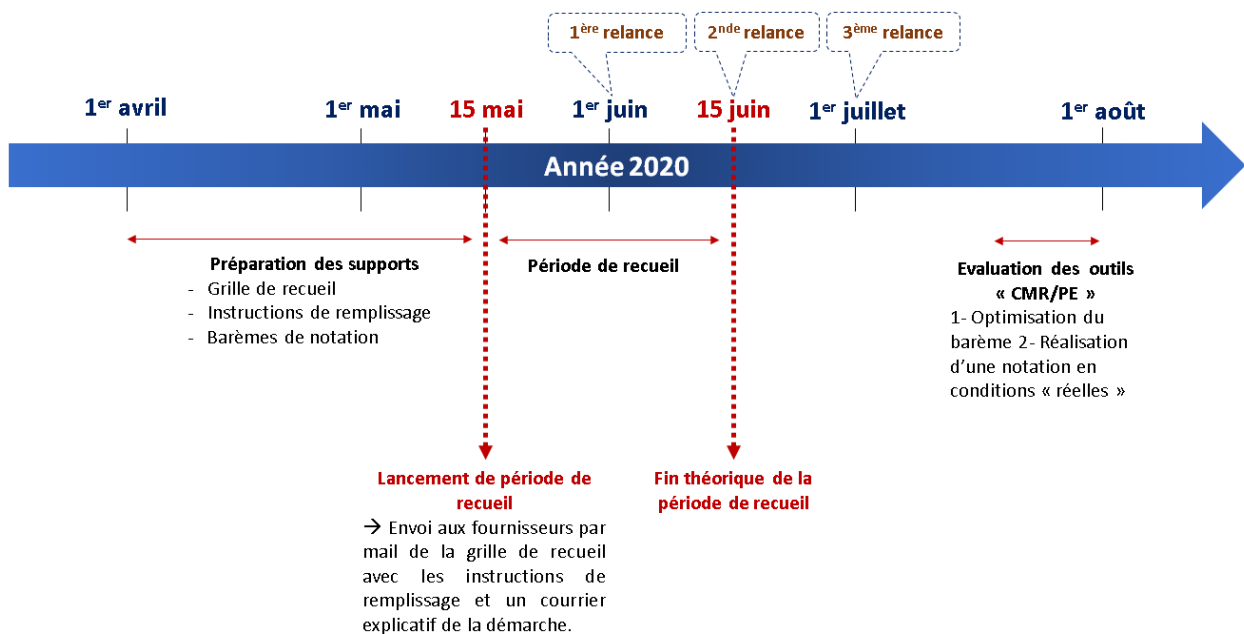 1ère relance
2nde relance
3ème relance
1er avril
1er mai
15 mai
1er juin
15 juin
1er juillet
1er août
Année 2020
Préparation des supports
- Grille de recueil
- Instructions de remplissage
- Barèmes de notation
Période de recueil
Evaluation des outils
« CMR/PE »
1- Optimisation du
barème 2- Réalisation
d’une notation en
conditions « réelles »
Lancement de période de
recueil
→ Envoi aux fournisseurs par
mail de la grille de recueil
avec les instructions de
remplissage et un courrier
explicatif de la démarche.
Fin théorique de la
période de recueil